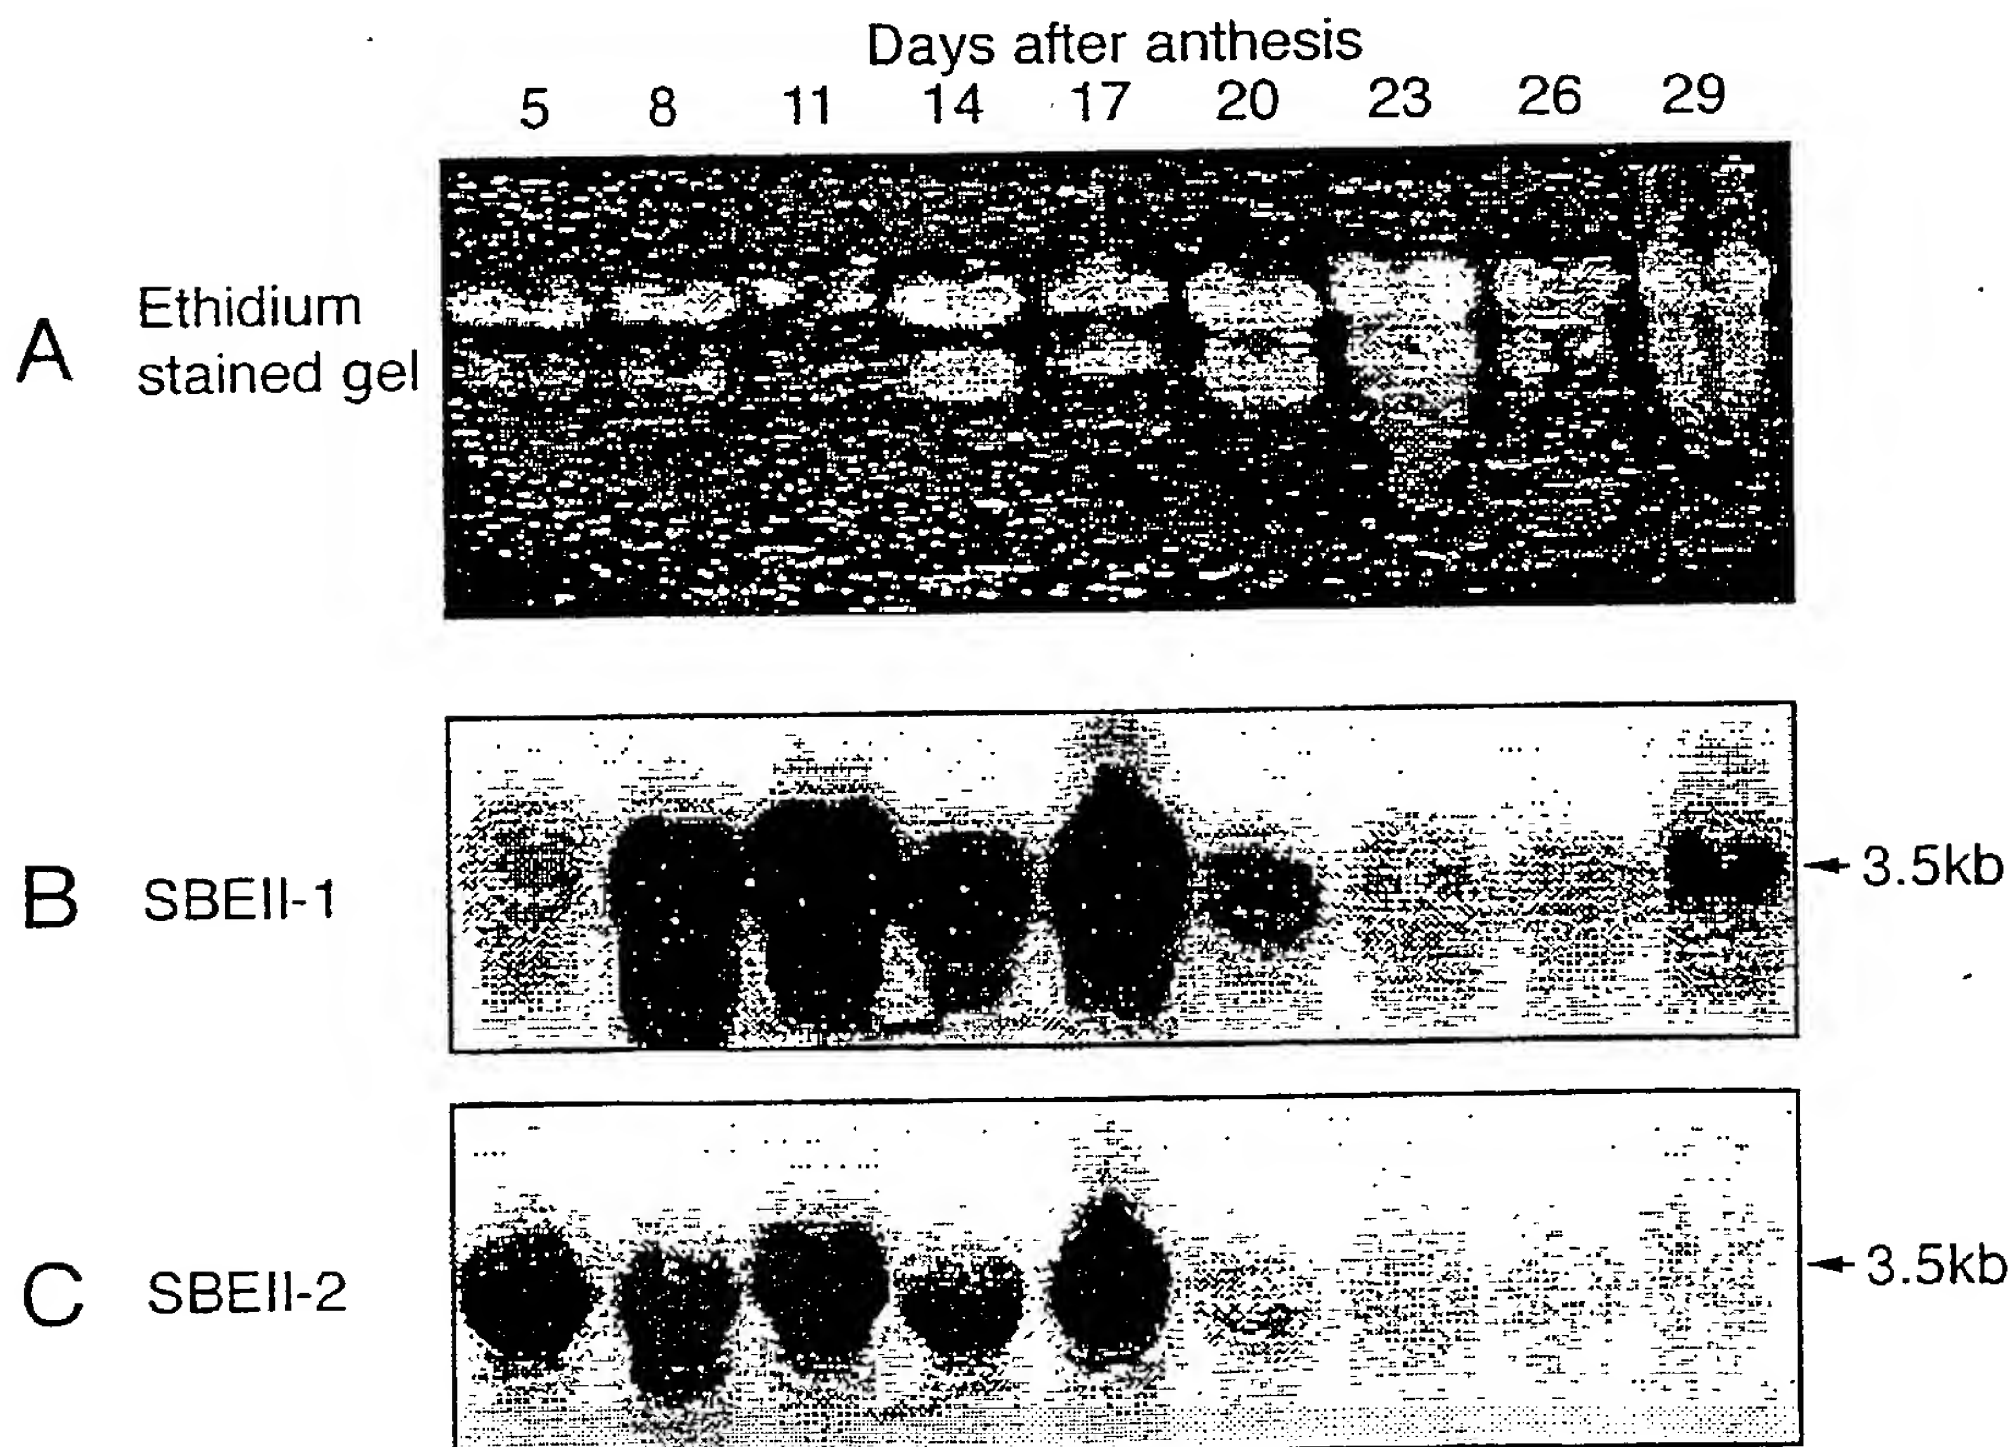 Days after anthesis
5 8 11 14 17 20 23 26 29
A Ethidium
stained gel
B SBEII-1 3.5kb
C SBEII-2 3.5kb